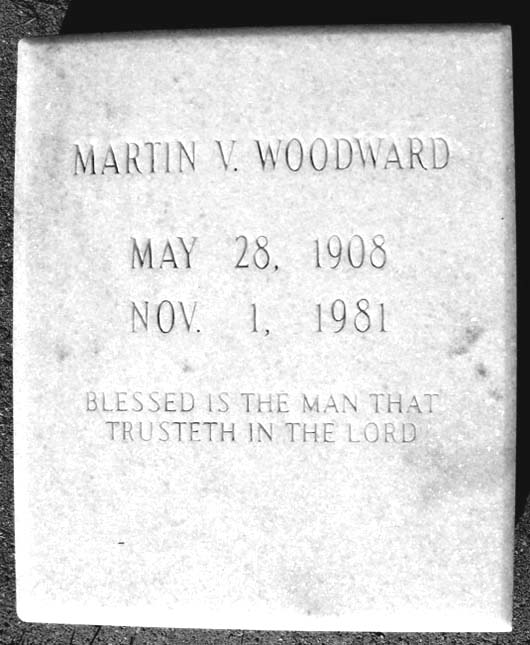 MARTIN V. WOODWARD
MAY 28, 1908
NOV. 1, 1981
BLESSED IS THE MAN THAT
TRUSTETH IN THE LORD